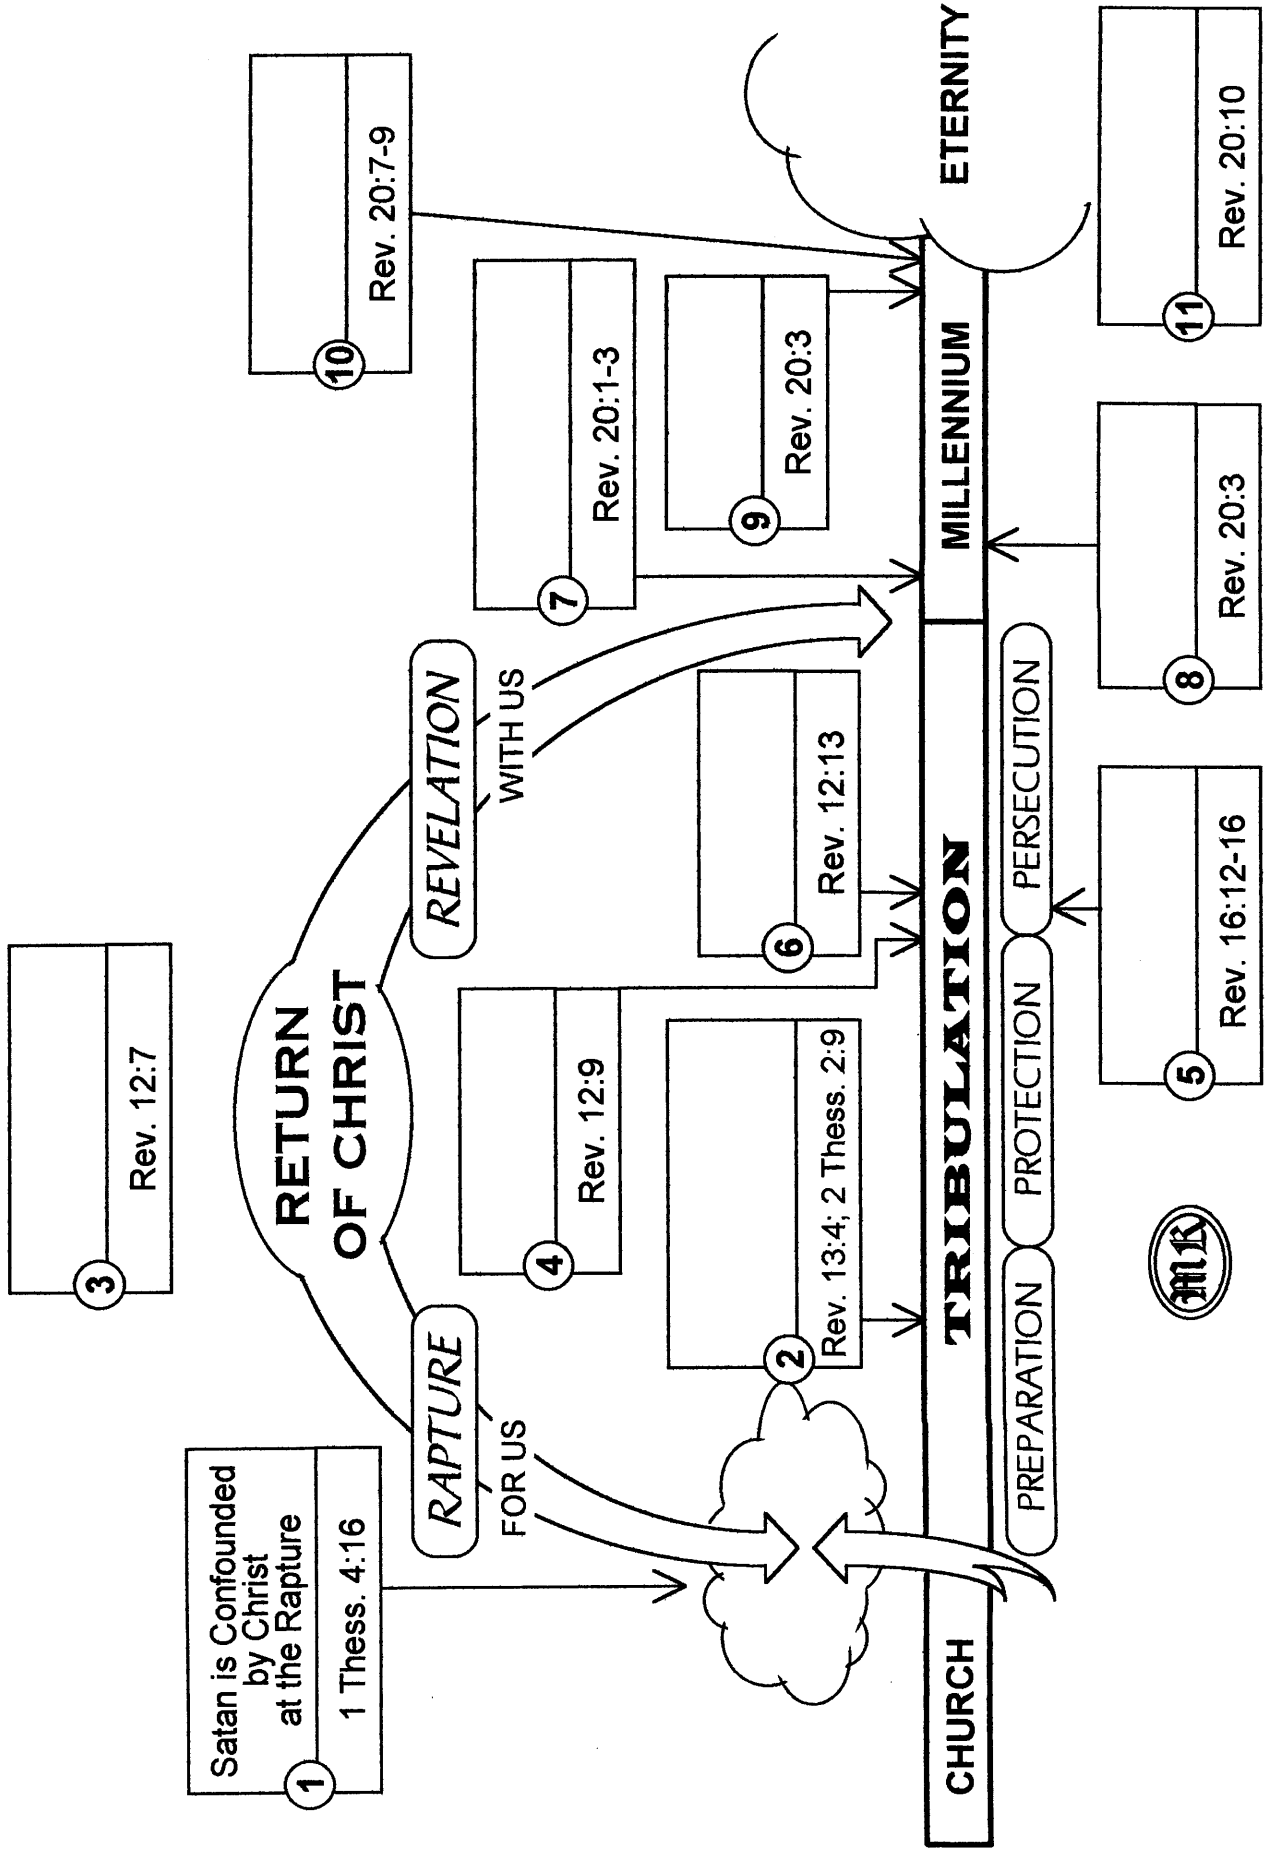 3
Rev. 12:7
1
Satan is Confounded
by Christ
at the Rapture
1 Thess. 4:16
RETURN
OF CHRIST
RAPTURE
FOR US
REVELATION
WITH US
10
Rev. 20:7-9
4
Rev. 12:9
7
Rev. 20:1-3
2
Rev. 13:4; 2 Thess. 2:9
6
Rev. 12:13
9
Rev. 20:3
CHURCH
TRIBULATION
MILLENNIUM
ETERNITY
PREPARATION
PROTECTION
PERSECUTION
MR
5
Rev. 16:12-16
8
Rev. 20:3
11
Rev. 20:10